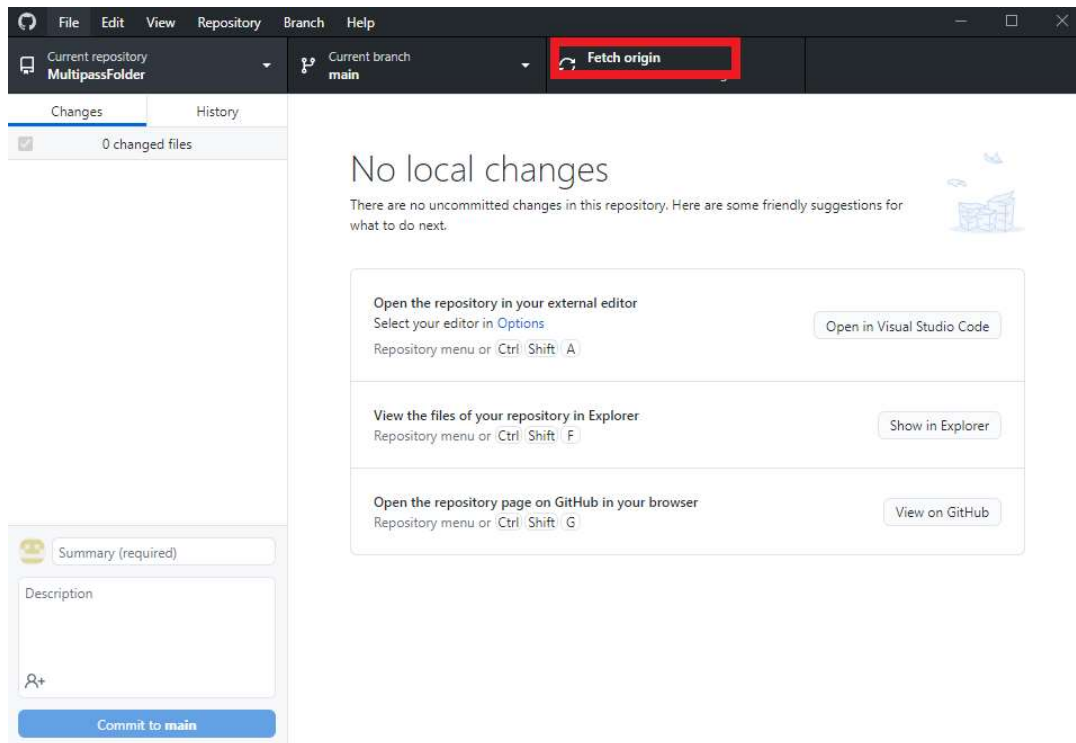 File Edit View Repository Branch Help
Current repository
MultipassFolder
Current branch
main
Fetch origin
Changes History
0 changed files
No local changes
There are no uncommitted changes in this repository. Here are some friendly suggestions for
what to do next.
Open the repository in your external editor
Select your editor in Options
Repository menu or Ctrl Shift A
Open in Visual Studio Code
View the files of your repository in Explorer
Repository menu or Ctrl Shift F
Show in Explorer
Open the repository page on GitHub in your browser
Repository menu or Ctrl Shift G
View on GitHub
Summary (required)
Description
Commit to main